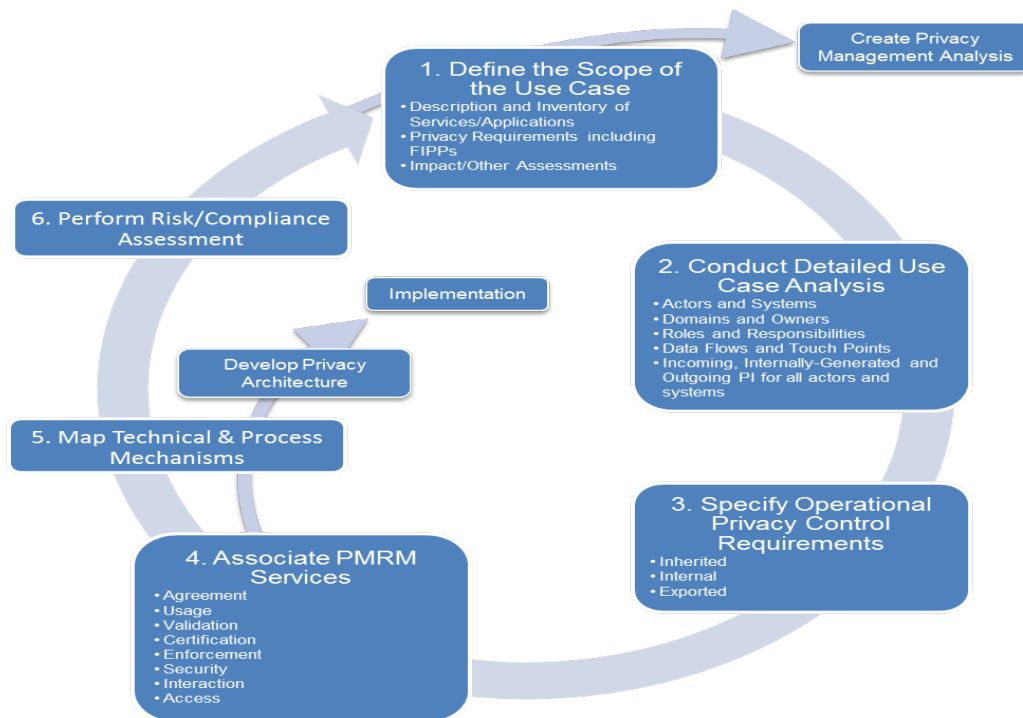 Create Privacy
Management Analysis
1. Define the Scope of
the Use Case
• Description and Inventory of
Services/Applications
• Privacy Requirements including
FIPPs
• Impact/Other Assessments
2. Conduct Detailed Use
Case Analysis
• Actors and Systems
• Domains and Owners
• Roles and Responsibilities
• Data Flows and Touch Points
• Incoming, Internally-Generated and
Outgoing PI for all actors and
systems
3. Specify Operational
Privacy Control
Requirements
• Inherited
• Internal
• Exported
4. Associate PMRM
Services
• Agreement
• Usage
• Validation
• Certification
• Enforcement
• Security
• Interaction
• Access
5. Map Technical & Process
Mechanisms
Develop Privacy
Architecture
Implementation
6. Perform Risk/Compliance
Assessment